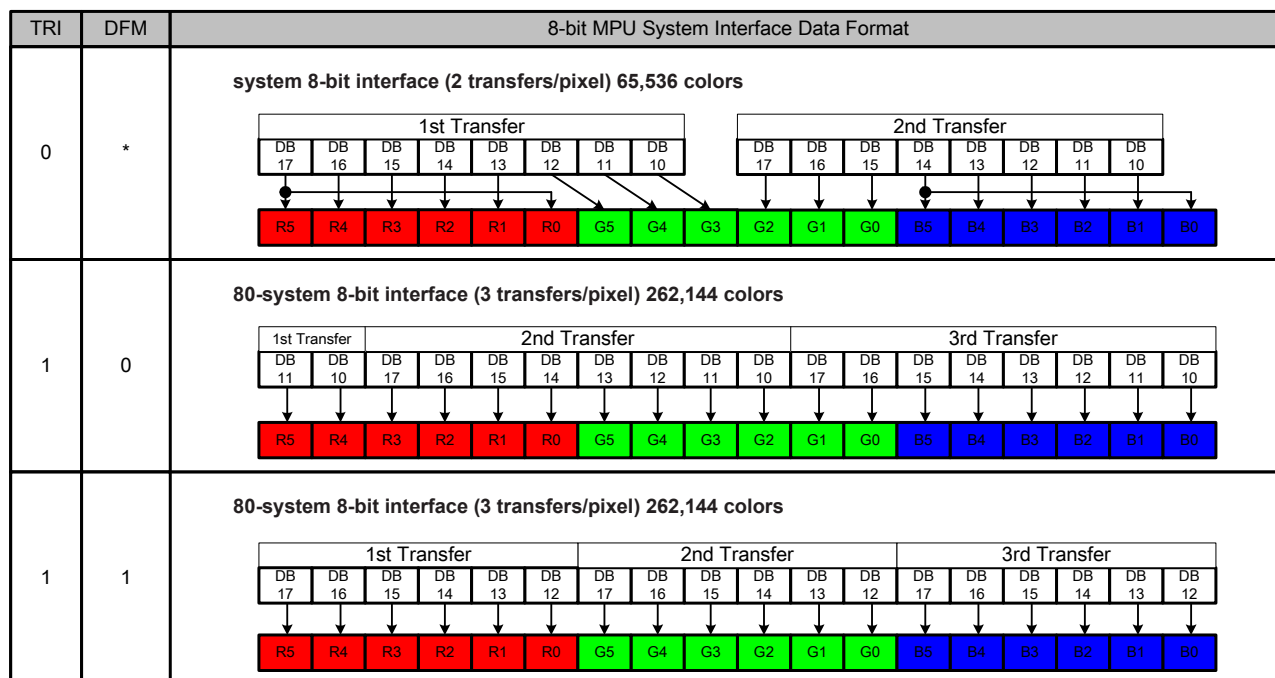 TRI DFM 8-bit MPU System Interface Data Format
system 8-bit interface (2 transfers/pixel) 65,536 colors
1st Transfer 2nd Transfer
0 *
DB DB DB DB DB DB DB DB DB DB DB DB DB DB DB DB
17 16 15 14 13 12 11 10 17 16 15 14 13 12 11 10
R5 R4 R3 R2 R1 R0 G5 G4 G3 G2 G1 G0 B5 B4 B3 B2 B1 B0
80-system 8-bit interface (3 transfers/pixel) 262,144 colors
1st Transfer 2nd Transfer 3rd Transfer
1 0
DB DB DB DB DB DB DB DB DB DB DB DB DB DB DB DB DB DB
11 10 17 16 15 14 13 12 11 10 17 16 15 14 13 12 11 10
R5 R4 R3 R2 R1 R0 G5 G4 G3 G2 G1 G0 B5 B4 B3 B2 B1 B0
80-system 8-bit interface (3 transfers/pixel) 262,144 colors
1st Transfer 2nd Transfer 3rd Transfer
1 1
DB DB DB DB DB DB DB DB DB DB DB DB DB DB DB DB DB DB
17 16 15 14 13 12 17 16 15 14 13 12 17 16 15 14 13 12
R5 R4 R3 R2 R1 R0 G5 G4 G3 G2 G1 G0 B5 B4 B3 B2 B1 B0